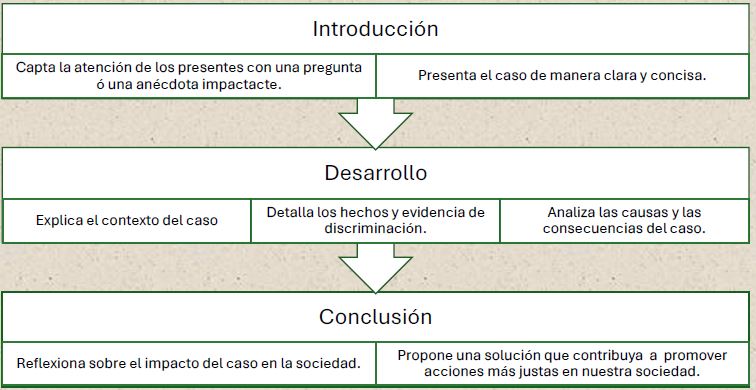 Introducción
Capta la atención de los presentes con una pregunta
ó una anécdota impactacte.
Presenta el caso de manera clara y concisa.
Desarrollo
Explica el contexto del caso
Detalla los hechos y evidencia de
discriminación.
Analiza las causas y las
consecuencias del caso.
Conclusión
Reflexiona sobre el impacto del caso en la sociedad.
Propone una solución que contribuya a promover
acciones más justas en nuestra sociedad.